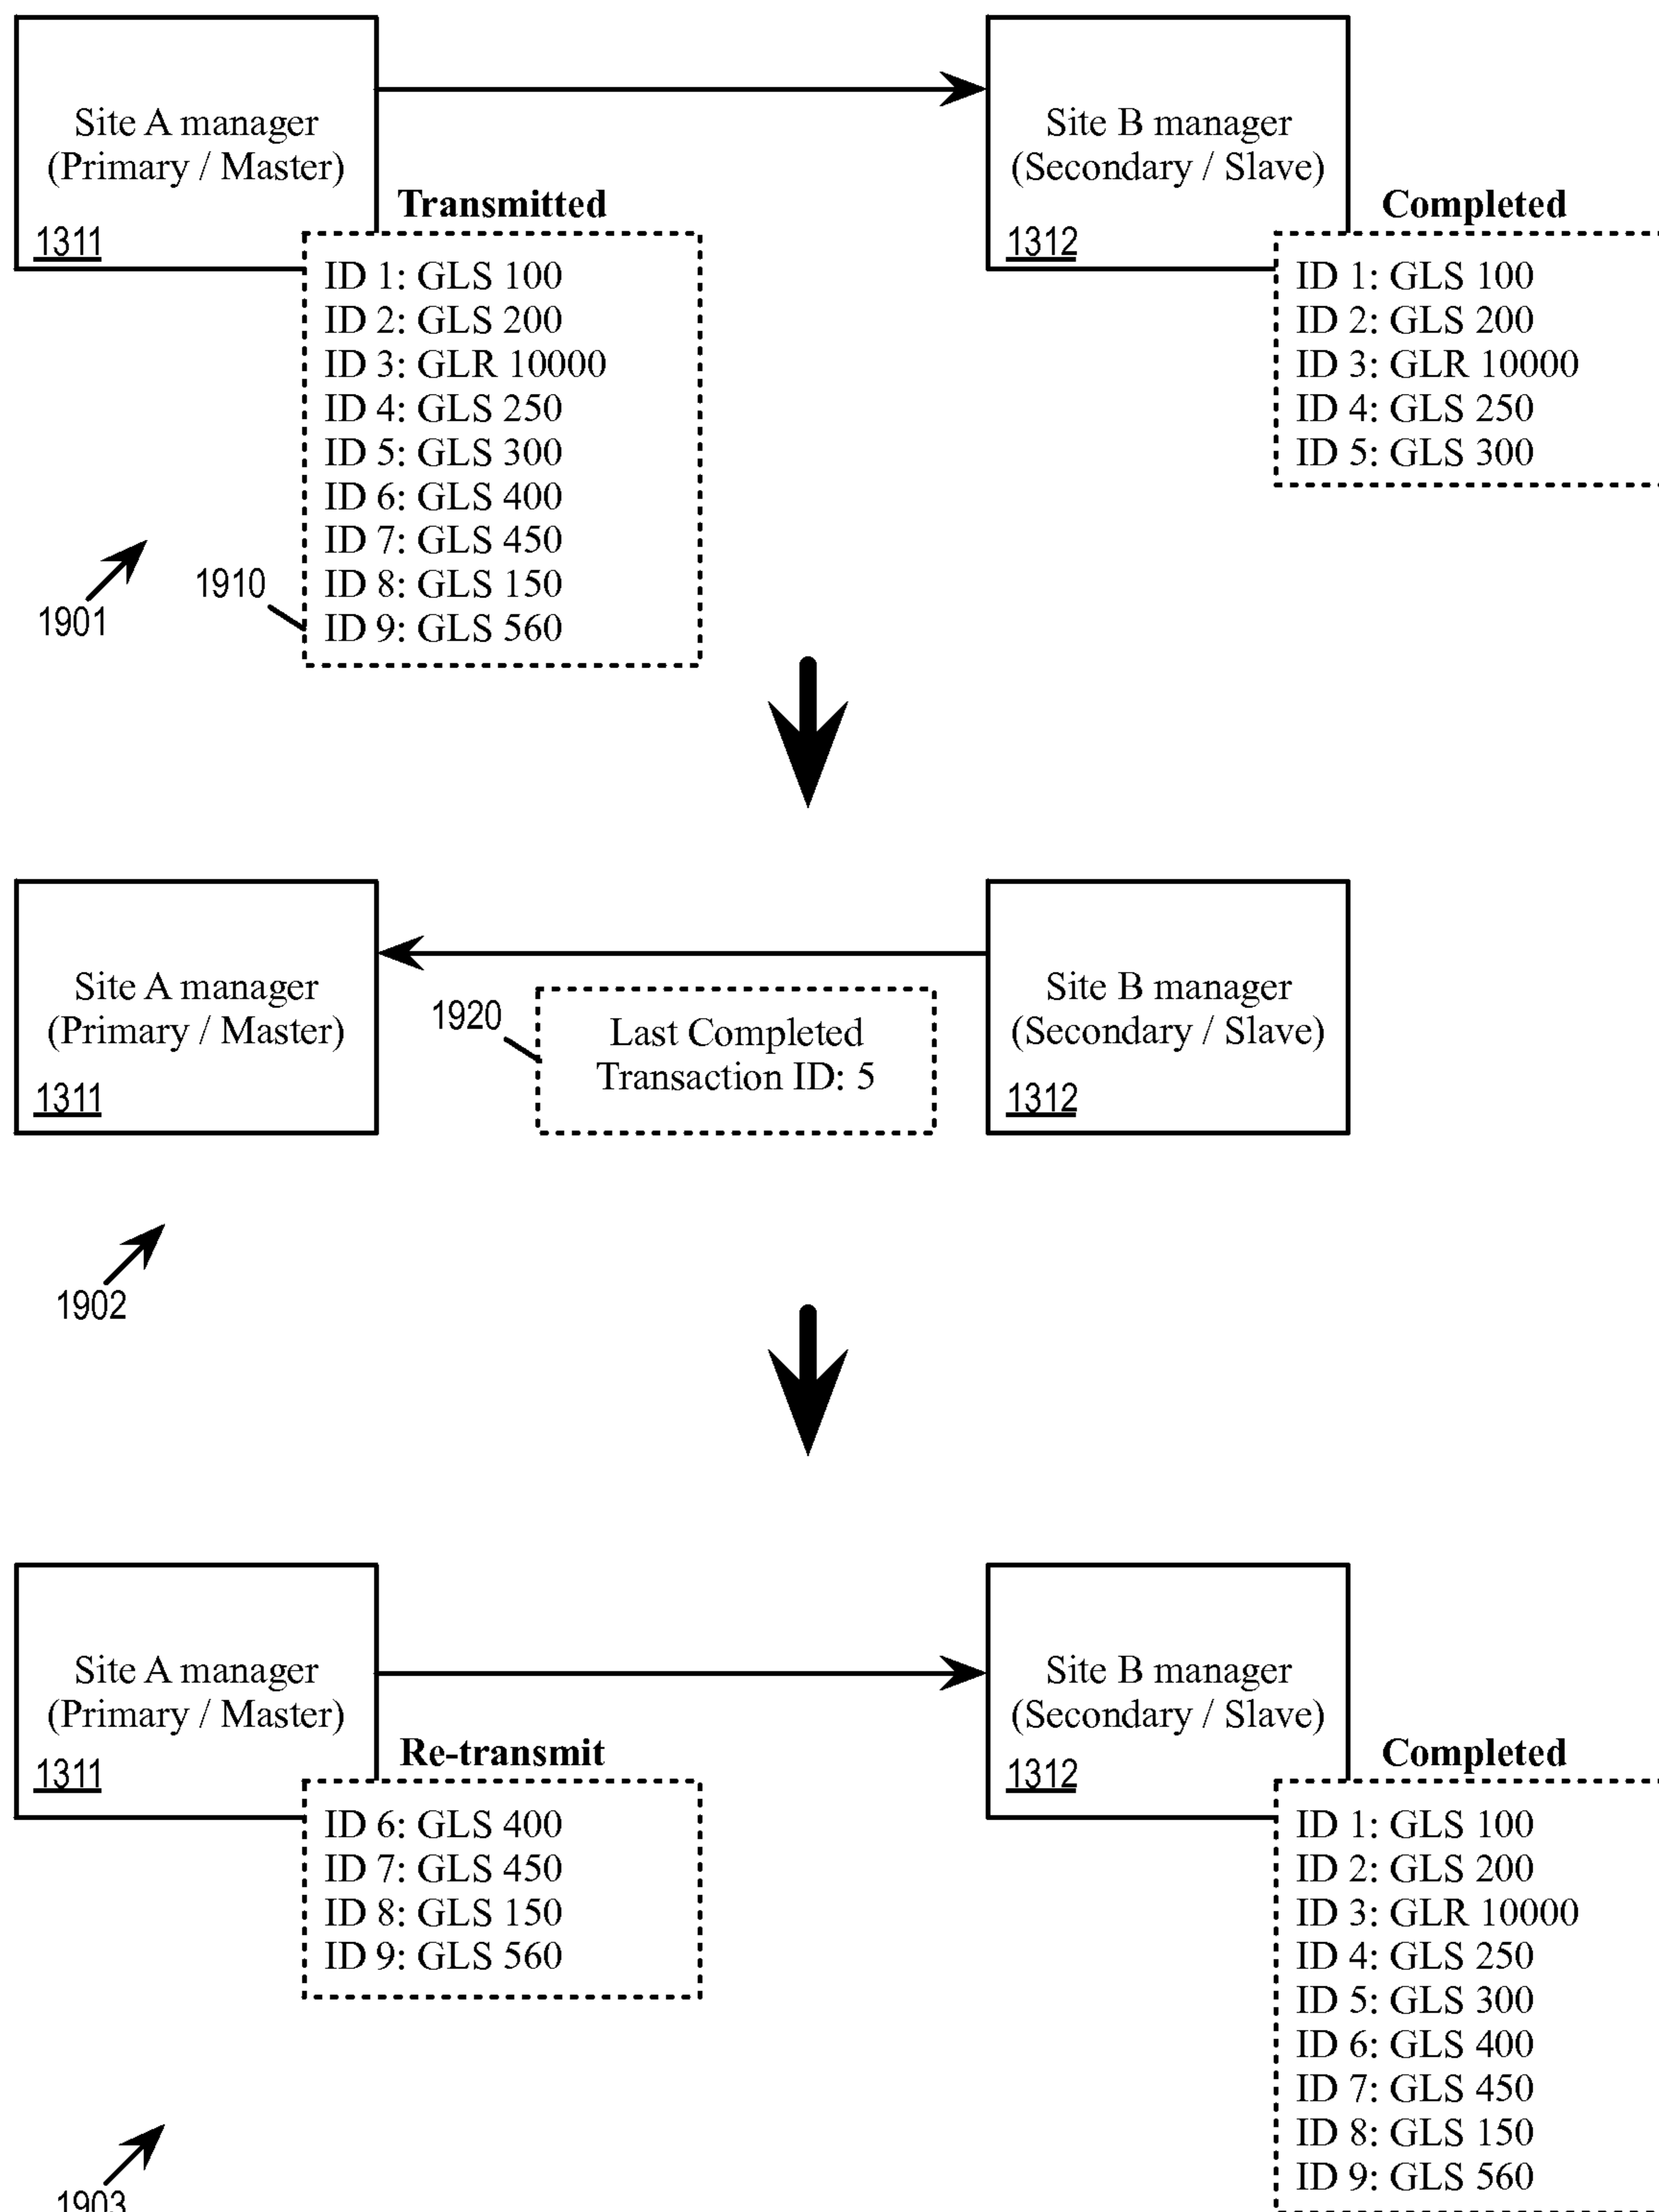 Site A manager
(Primary / Master)
1311
Transmitted
ID 1: GLS 100
ID 2: GLS 200
ID 3: GLR 10000
ID 4: GLS 250
ID 5: GLS 300
ID 6: GLS 400
ID 7: GLS 450
ID 8: GLS 150
ID 9: GLS 560
1910
1901
Site B manager
(Secondary / Slave)
1312
Completed
ID 1: GLS 100
ID 2: GLS 200
ID 3: GLR 10000
ID 4: GLS 250
ID 5: GLS 300
Site A manager
(Primary / Master)
1311
1920
Last Completed
Transaction ID: 5
Site B manager
(Secondary / Slave)
1312
1902
Site A manager
(Primary / Master)
1311
Re-transmit
ID 6: GLS 400
ID 7: GLS 450
ID 8: GLS 150
ID 9: GLS 560
Site B manager
(Secondary / Slave)
1312
Completed
ID 1: GLS 100
ID 2: GLS 200
ID 3: GLR 10000
ID 4: GLS 250
ID 5: GLS 300
ID 6: GLS 400
ID 7: GLS 450
ID 8: GLS 150
ID 9: GLS 560
1903